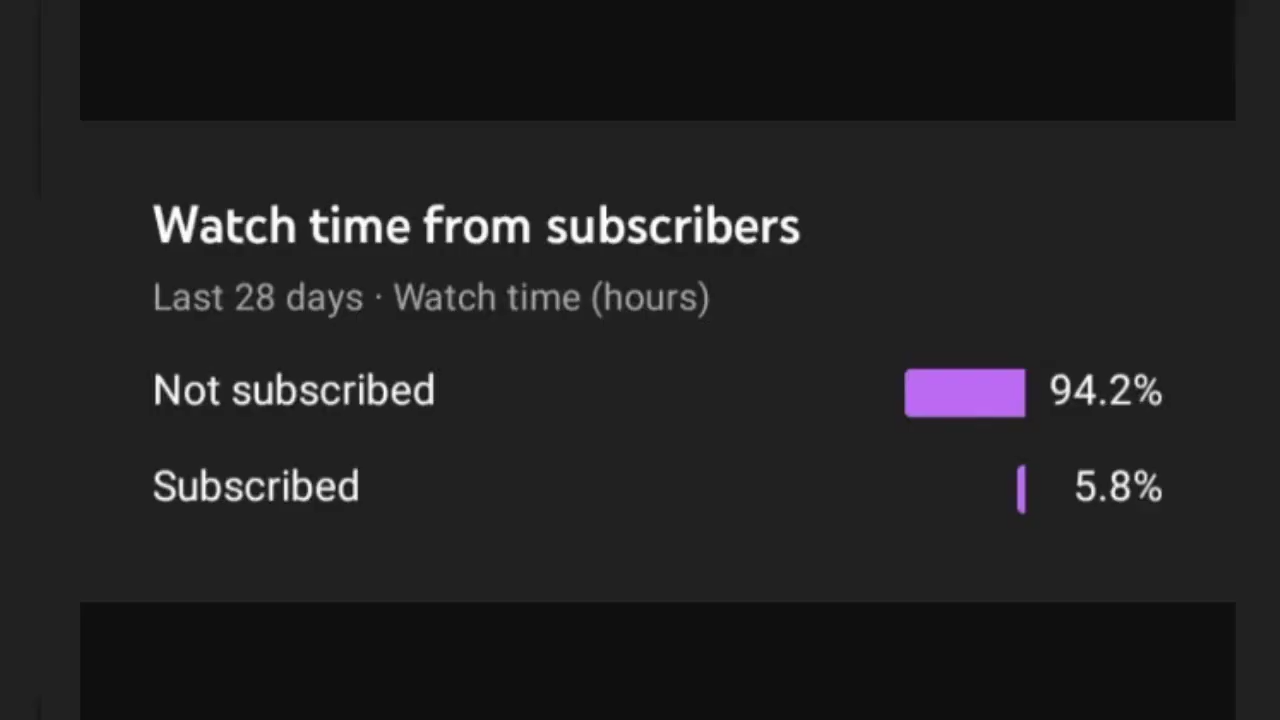 Watch time from subscribers
Last 28 days · Watch time (hours)
Not subscribed 94.2%
Subscribed 5.8%